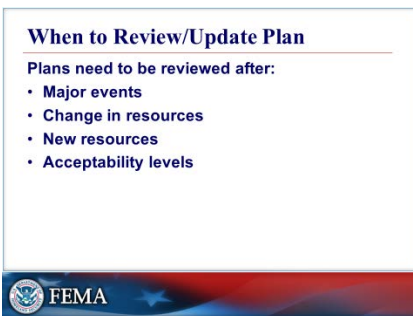 When to Review/Update Plan
Plans need to be reviewed after:
• Major events
• Change in resources
• New resources
• Acceptability levels
FEMA